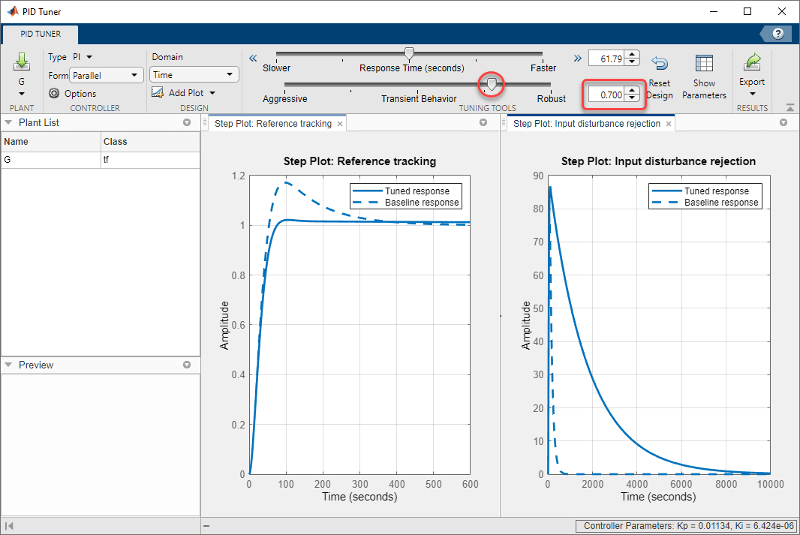 PID Tuner
PID TUNER
?
G
PLANT
Type PI
Form Parallel
Options
CONTROLLER
Domain
Time
Add Plot
DESIGN
Slower Response Time (seconds) Faster
61.79
Aggressive Transient Behavior Robust
0.700
TUNING TOOLS
Reset
Design
Show
Parameters
Export
RESULTS
Plant List
Name Class
G tf
Preview
Step Plot: Reference tracking
Step Plot: Reference tracking
Tuned response
Baseline response
Amplitude
1.2
1
0.8
0.6
0.4
0.2
0
0 100 200 300 400 500 600
Time (seconds)
Step Plot: Input disturbance rejection
Step Plot: Input disturbance rejection
Tuned response
Baseline response
Amplitude
90
80
70
60
50
40
30
20
10
0
0 2000 4000 6000 8000 10000
Time (seconds)
Controller Parameters: Kp = 0.01134, Ki = 6.424e-06